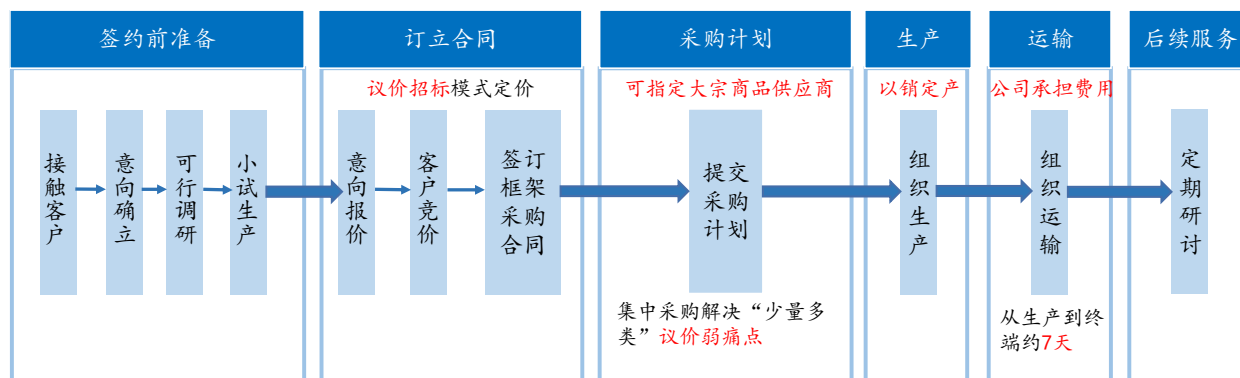 签约前准备
订立合同
采购计划
生产
运输
后续服务
议价招标模式定价
可指定大宗商品供应商
以销定产
公司承担费用
接触客户
意向确立
可行调研
小试生产
意向报价
客户竞价
签订
框架
采购
合同
提交
采购
计划
组织生产
组织运输
定期研讨
集中采购解决“少量多
类”议价弱痛点
从生产到终
端约7天